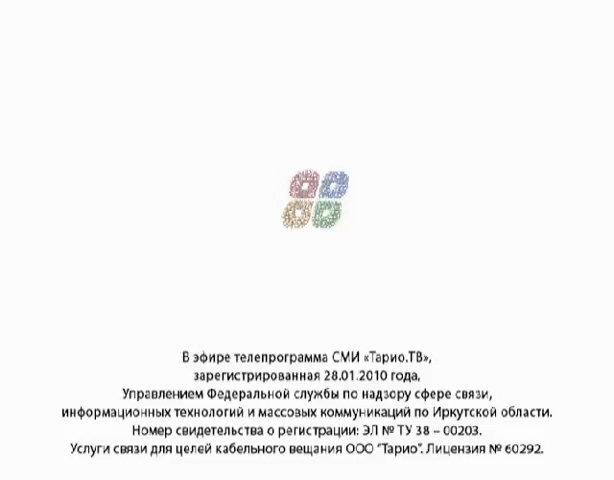 В эфире телепрограмма СМИ «Тарио.ТВ»,
зарегистрированная 28.01.2010 года,
Управлением Федеральной службы по надзору сфере связи,
информационных технологий и массовых коммуникаций по Иркутской области.
Номер свидетельства о регистрации: ЭЛ № ТУ 38 – 00203.
Услуги связи для целей кабельного вещания ООО "Тарио". Лицензия № 60292.